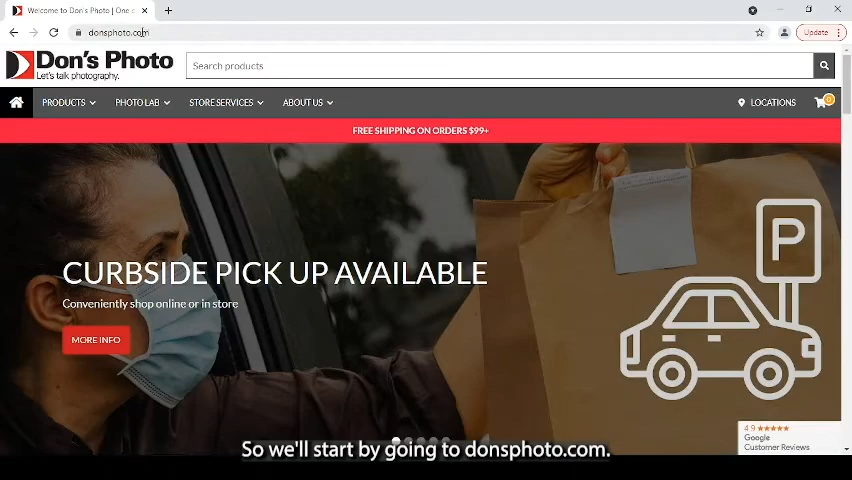 Welcome to Don's Photo | One c
donsphoto.com
Update
Don's Photo
Let's talk photography.
Search products
PRODUCTS
PHOTO LAB
STORE SERVICES
ABOUT US
LOCATIONS
0
FREE SHIPPING ON ORDERS $99+
P
CURBSIDE PICK UP AVAILABLE
Conveniently shop online or in store
MORE INFO
4.9 ★★★★★
Google
Customer Reviews
So we'll start by going to donsphoto.com.